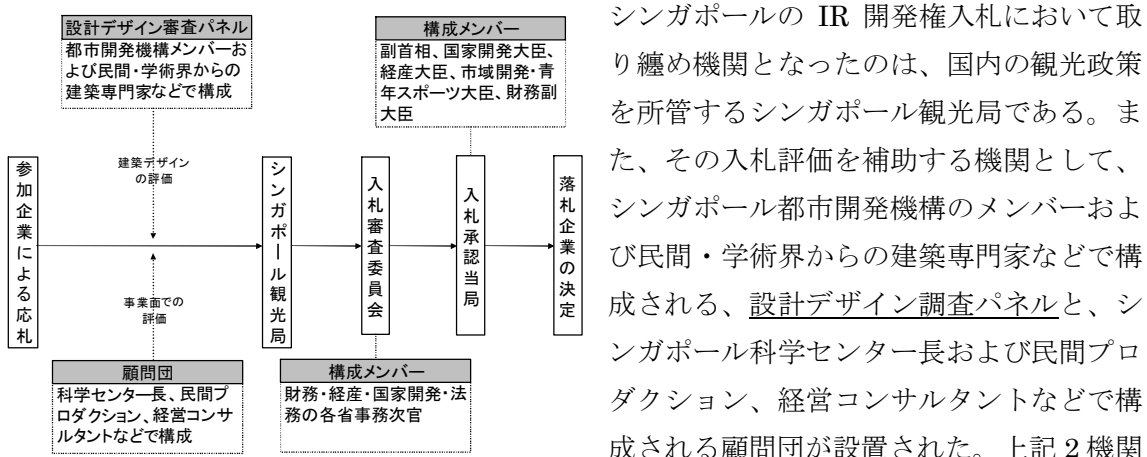 設計デザイン審査パネル
都市開発機構メンバーお
よび民間・学術界からの
建築専門家などで構成
構成メンバー
副首相、国家開発大臣、
経産大臣、市域開発・青
年スポーツ大臣、財務副
大臣
参加企業による応札
建築デザイン
の評価
事業面での
評価
シンガポール観光局
入札審査委員会
入札承認当局
落札企業の決定
顧問団
科学センター長、民間プ
ロダクション、経営コンサ
ルタントなどで構成
構成メンバー
財務・経産・国家開発・法
務の各省事務次官
シンガポールの IR 開発権入札において取
り纏め機関となったのは、国内の観光政策
を所管するシンガポール観光局である。ま
た、その入札評価を補助する機関として、
シンガポール都市開発機構のメンバーおよ
び民間・学術界からの建築専門家などで構
成される、設計デザイン調査パネルと、シ
ンガポール科学センター長および民間プロ
ダクション、経営コンサルタントなどで構
成される顧問団が設置された。上記 2 機関